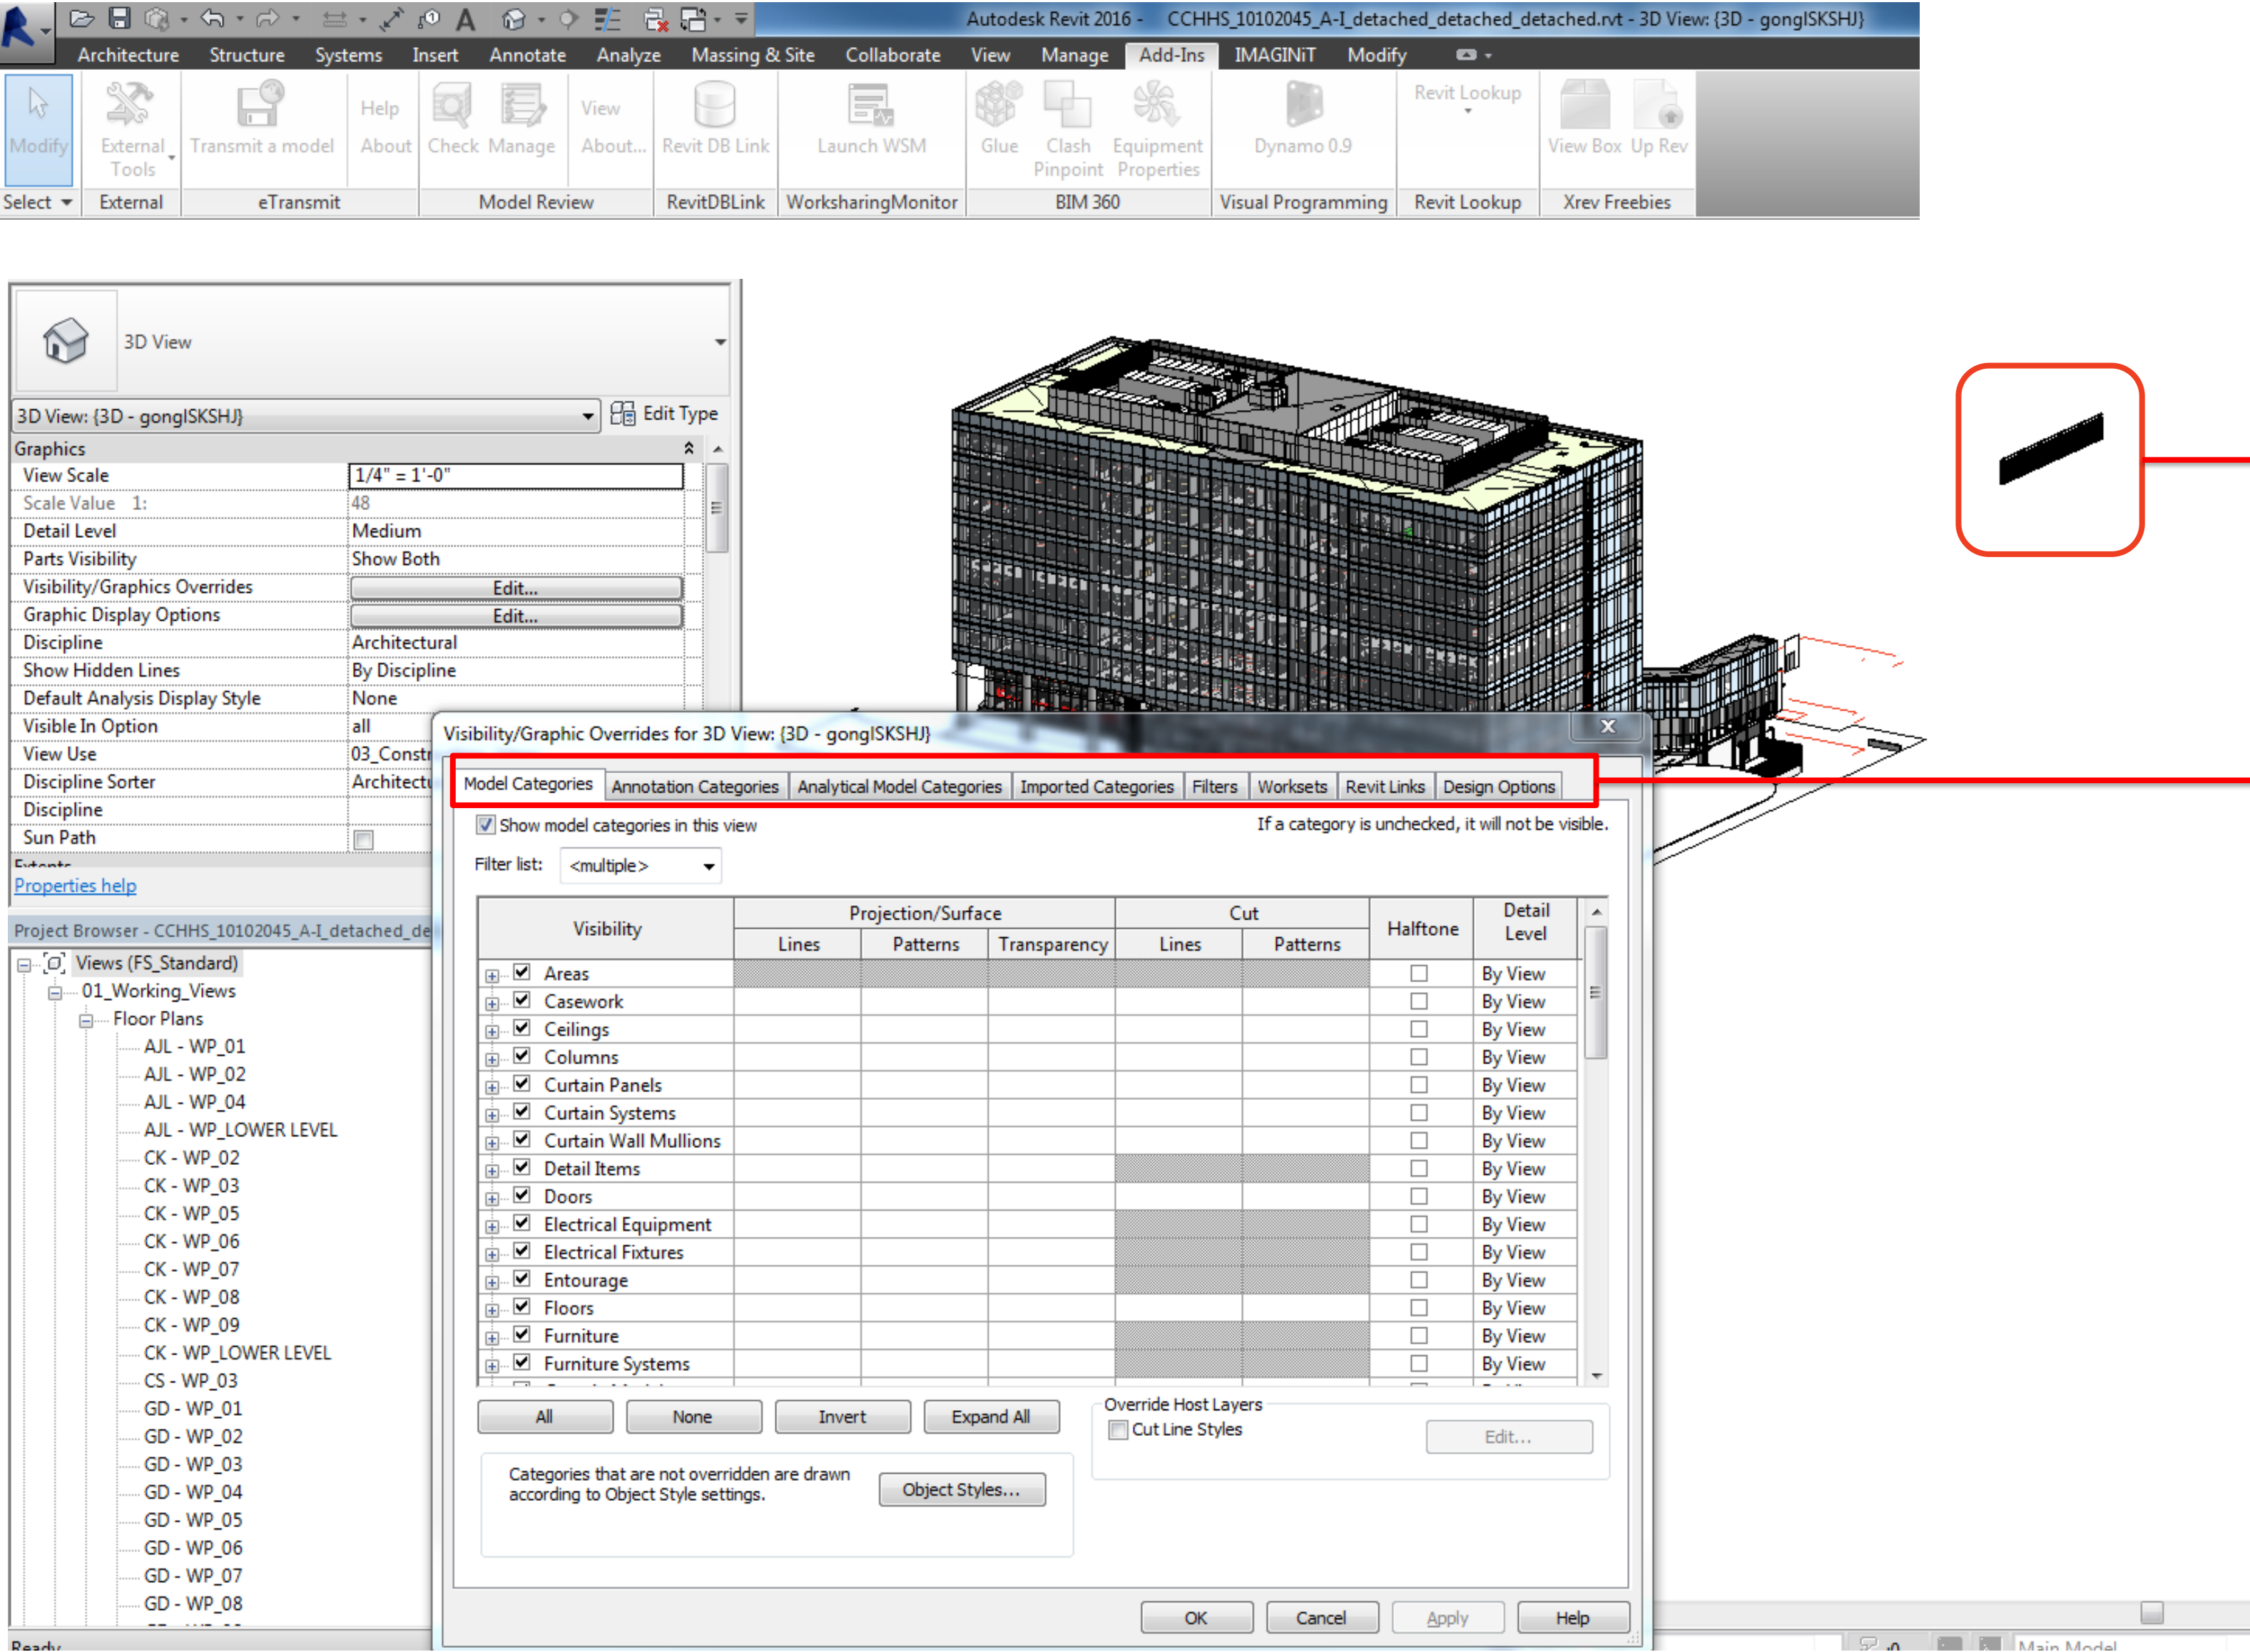 Autodesk Revit 2016 - CCHHS_10102045_A-I_detached_detached_detached.rvt - 3D View: {3D - gongISKSHJ}
Architecture Structure Systems Insert Annotate Analyze Massing & Site Collaborate View Manage Add-Ins IMAGINiT Modify
Modify External Tools Transmit a model Help About Check Manage View About... Revit DB Link Launch WSM Glue Clash Pinpoint Equipment Properties Dynamo 0.9 Revit Lookup View Box Up Rev
Select External eTransmit Model Review RevitDBLink WorksharingMonitor BIM 360 Visual Programming Revit Lookup Xrev Freebies
3D View
3D View: {3D - gongISKSHJ} Edit Type
Graphics
View Scale 1/4" = 1'-0"
Scale Value 1: 48
Detail Level Medium
Parts Visibility Show Both
Visibility/Graphics Overrides Edit...
Graphic Display Options Edit...
Discipline Architectural
Show Hidden Lines By Discipline
Default Analysis Display Style None
Visible In Option all
View Use 03_Constr
Discipline Sorter Architectu
Discipline
Sun Path
Extents
Properties help
Project Browser - CCHHS_10102045_A-I_detached_de
Views (FS_Standard)
01_Working_Views
Floor Plans
AJL - WP_01
AJL - WP_02
AJL - WP_04
AJL - WP_LOWER LEVEL
CK - WP_02
CK - WP_03
CK - WP_05
CK - WP_06
CK - WP_07
CK - WP_08
CK - WP_09
CK - WP_LOWER LEVEL
CS - WP_03
GD - WP_01
GD - WP_02
GD - WP_03
GD - WP_04
GD - WP_05
GD - WP_06
GD - WP_07
GD - WP_08
Ready
Visibility/Graphic Overrides for 3D View: {3D - gongISKSHJ}
Model Categories Annotation Categories Analytical Model Categories Imported Categories Filters Worksets Revit Links Design Options
Show model categories in this view If a category is unchecked, it will not be visible.
Filter list: <multiple>
Visibility Projection/Surface Cut Halftone Detail Level
Lines Patterns Transparency Lines Patterns
Areas By View
Casework By View
Ceilings By View
Columns By View
Curtain Panels By View
Curtain Systems By View
Curtain Wall Mullions By View
Detail Items By View
Doors By View
Electrical Equipment By View
Electrical Fixtures By View
Entourage By View
Floors By View
Furniture By View
Furniture Systems By View
All None Invert Expand All
Override Host Layers
Cut Line Styles Edit...
Categories that are not overridden are drawn
according to Object Style settings.
Object Styles...
OK Cancel Apply Help
:0 Main Model